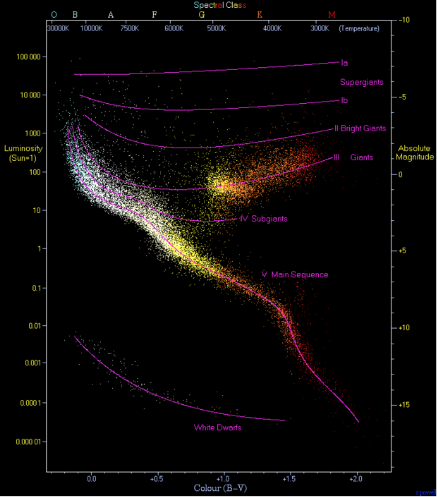 Spectral Class
O B A F G K M
30000K 10000K 7500K 6000K 5000K 4000K 3000K (Temperature)
-10
100 000
Ia
Supergiants
10 000
-5
Ib
1000
II Bright Giants
Luminosity
(Sun=1)
Absolute
Magnitude
III Giants
100
0
10
IV Subgiants
1
+5
V Main Sequence
0.1
0.01
+10
0.001
0.0001
+15
White Dwarfs
0.000 01
0.0 +0.5 +1.0 +1.5 +2.0
Colour (B-V)